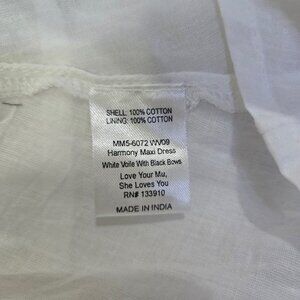 SHELL: 100% COTTON
LINING: 100% COTTON
MM5-6072 WV09
Harmony Maxi Dress
White Voile With Black Bows
Love Your Mu,
She Loves You
RN# 133910
MADE IN INDIA